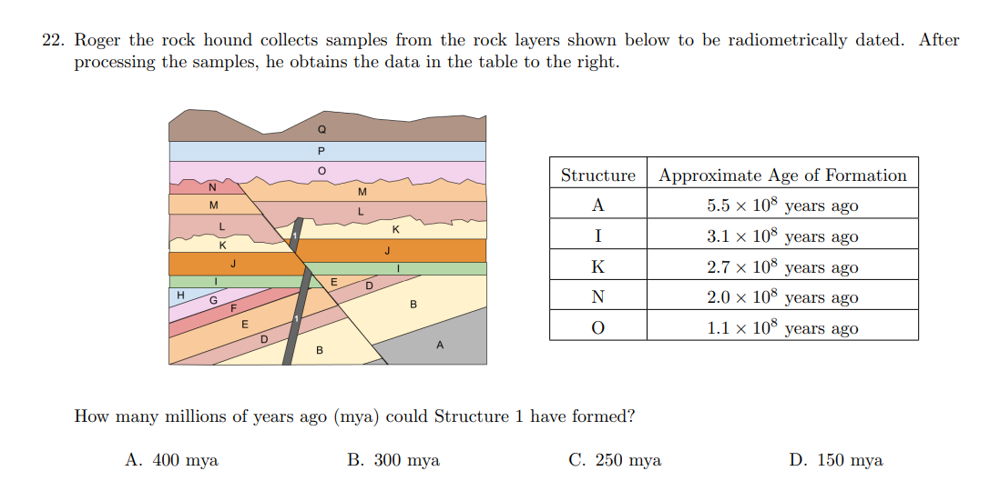 22. Roger the rock hound collects samples from the rock layers shown below to be radiometrically dated. After
processing the samples, he obtains the data in the table to the right.
Q
P
O
N
M
M
L
L
1
K
K
J
J
I
I
H
G
F
E
E
D
D
1
B
B
A
Structure Approximate Age of Formation
A 5.5 × 10⁸ years ago
I 3.1 × 10⁸ years ago
K 2.7 × 10⁸ years ago
N 2.0 × 10⁸ years ago
O 1.1 × 10⁸ years ago
How many millions of years ago (mya) could Structure 1 have formed?
A. 400 mya B. 300 mya C. 250 mya D. 150 mya